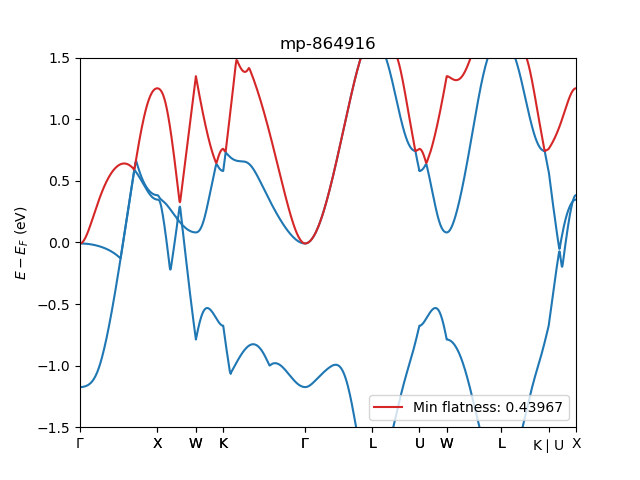 mp-864916
E − E_F (eV)
1.5
1.0
0.5
0.0
−0.5
−1.0
−1.5
Min flatness: 0.43967
Γ X W K Γ L U W L K | U X